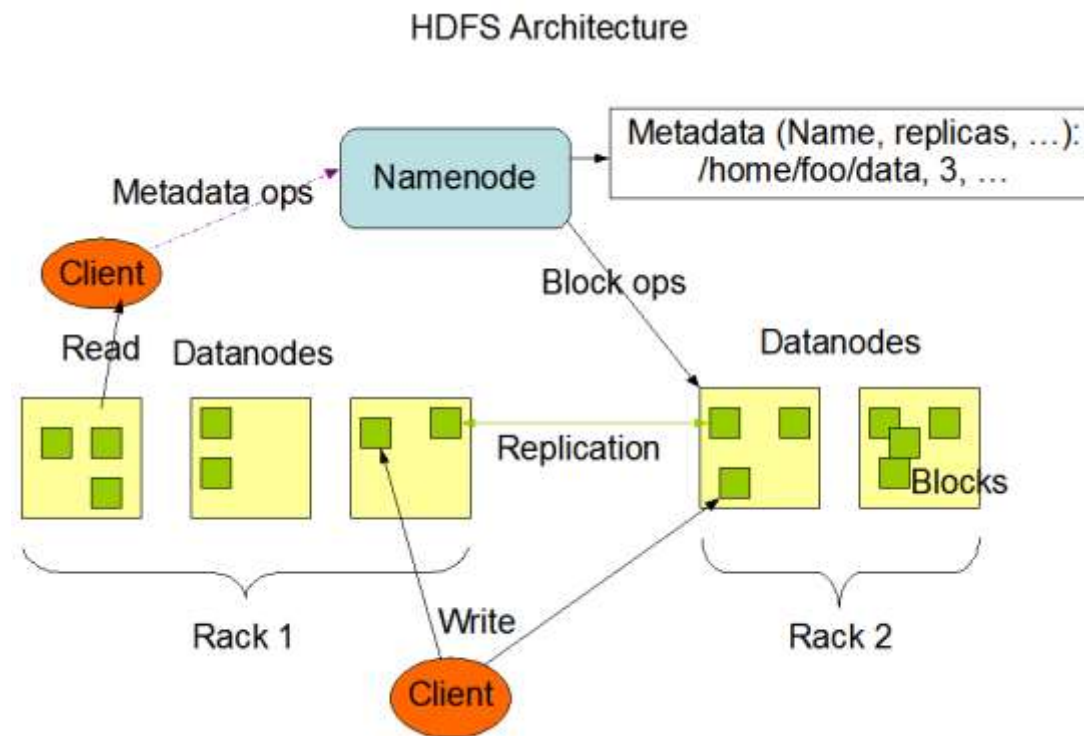 HDFS Architecture
Metadata (Name, replicas, …):
/home/foo/data, 3, …
Namenode
Metadata ops
Client
Block ops
Read
Datanodes
Datanodes
Replication
Blocks
Rack 1
Write
Rack 2
Client